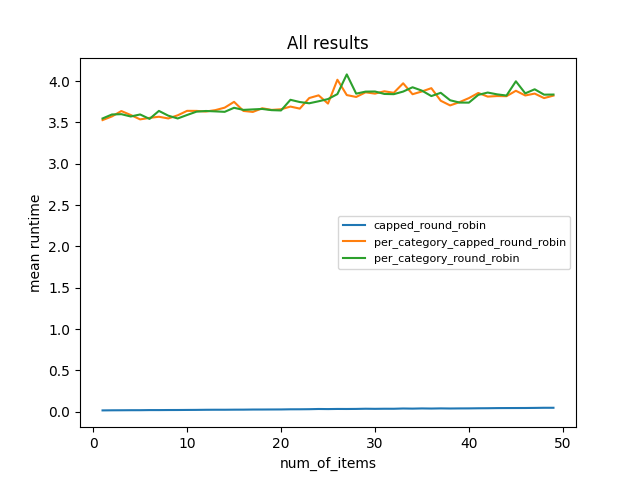 All results
mean runtime
4.0
3.5
3.0
2.5
2.0
1.5
1.0
0.5
0.0
capped_round_robin
per_category_capped_round_robin
per_category_round_robin
0 10 20 30 40 50
num_of_items